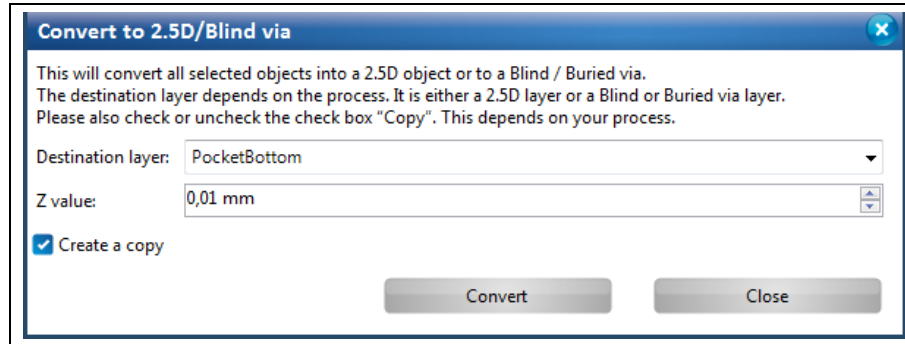 Convert to 2.5D/Blind via
This will convert all selected objects into a 2.5D object or to a Blind / Buried via.
The destination layer depends on the process. It is either a 2.5D layer or a Blind or Buried via layer.
Please also check or uncheck the check box "Copy". This depends on your process.
Destination layer: PocketBottom
Z value: 0,01 mm
Create a copy
Convert Close